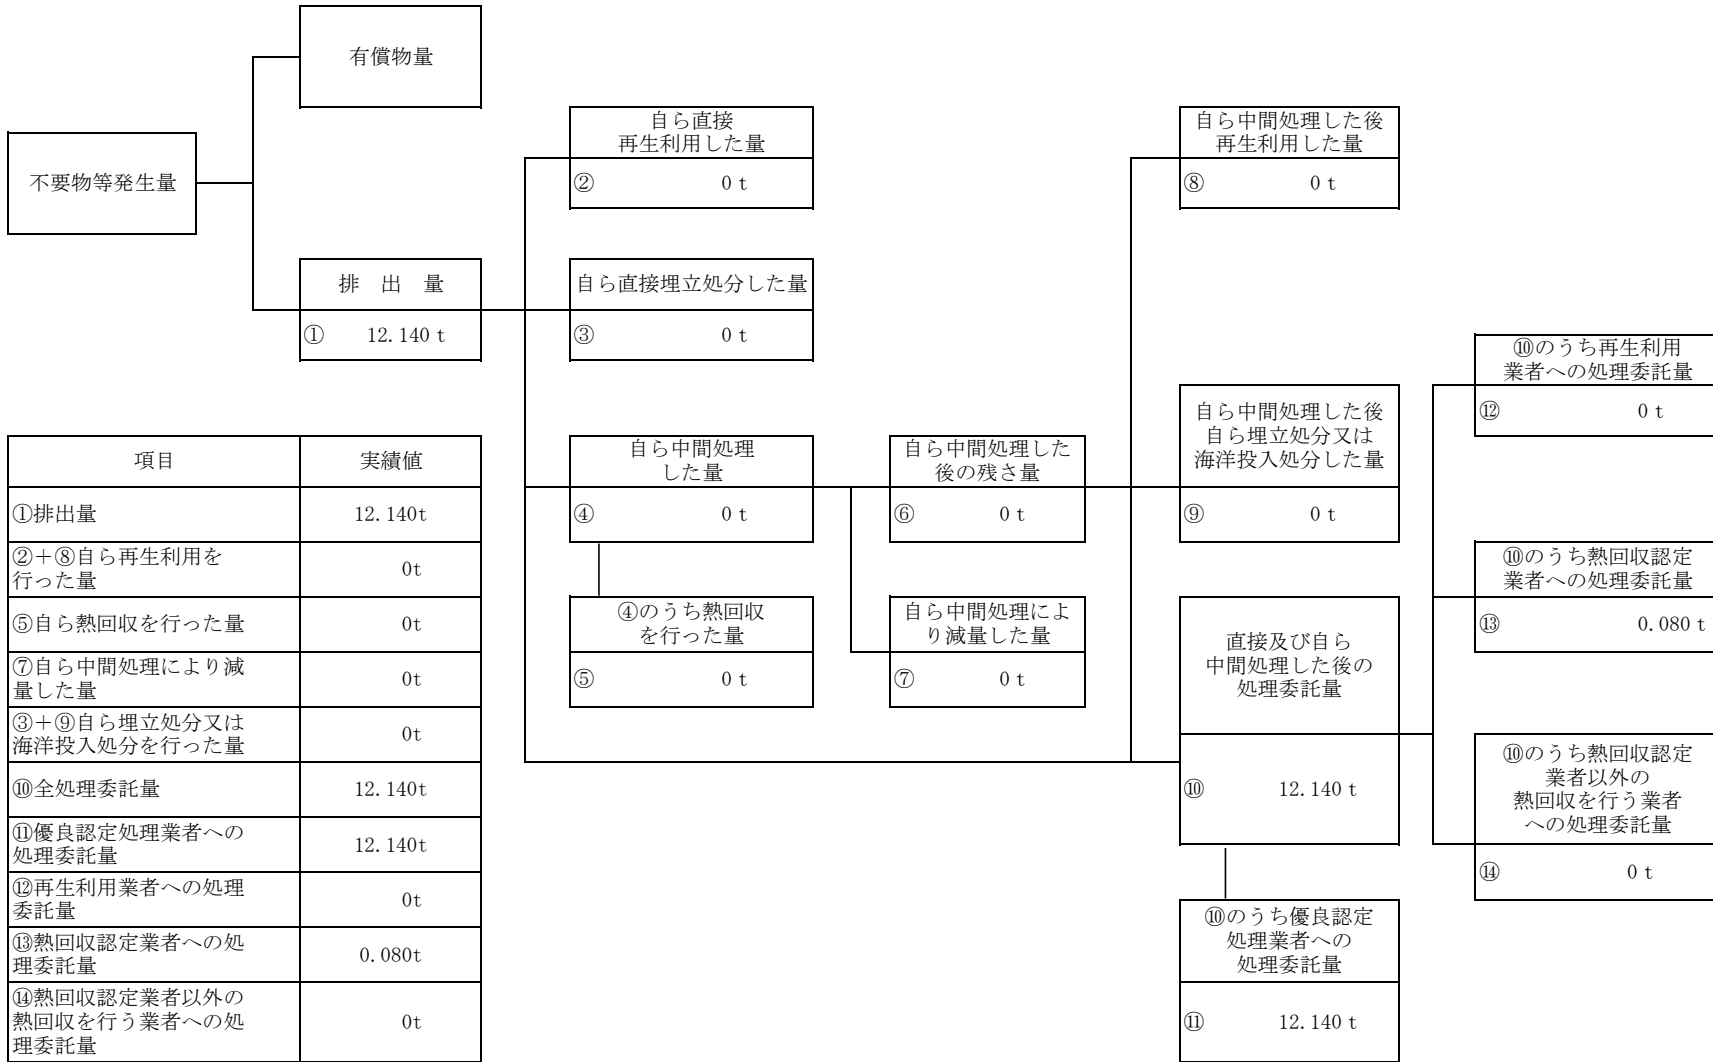 有償物量
不要物等発生量
排 出 量
① 12.140 t
自ら直接
再生利用した量
② 0 t
自ら直接埋立処分した量
③ 0 t
自ら中間処理
した量
④ 0 t
④のうち熱回収
を行った量
⑤ 0 t
自ら中間処理した
後の残さ量
⑥ 0 t
自ら中間処理によ
り減量した量
⑦ 0 t
自ら中間処理した後
再生利用した量
⑧ 0 t
自ら中間処理した後
自ら埋立処分又は
海洋投入処分した量
⑨ 0 t
直接及び自ら
中間処理した後の
処理委託量
⑩ 12.140 t
⑩のうち優良認定
処理業者への
処理委託量
⑪ 12.140 t
⑩のうち再生利用
業者への処理委託量
⑫ 0 t
⑩のうち熱回収認定
業者への処理委託量
⑬ 0.080 t
⑩のうち熱回収認定
業者以外の
熱回収を行う業者
への処理委託量
⑭ 0 t
項目 実績値
①排出量 12.140t
②＋⑧自ら再生利用を
行った量 0t
⑤自ら熱回収を行った量 0t
⑦自ら中間処理により減
量した量 0t
③＋⑨自ら埋立処分又は
海洋投入処分を行った量 0t
⑩全処理委託量 12.140t
⑪優良認定処理業者への
処理委託量 12.140t
⑫再生利用業者への処理
委託量 0t
⑬熱回収認定業者への処
理委託量 0.080t
⑭熱回収認定業者以外の
熱回収を行う業者への処
理委託量 0t